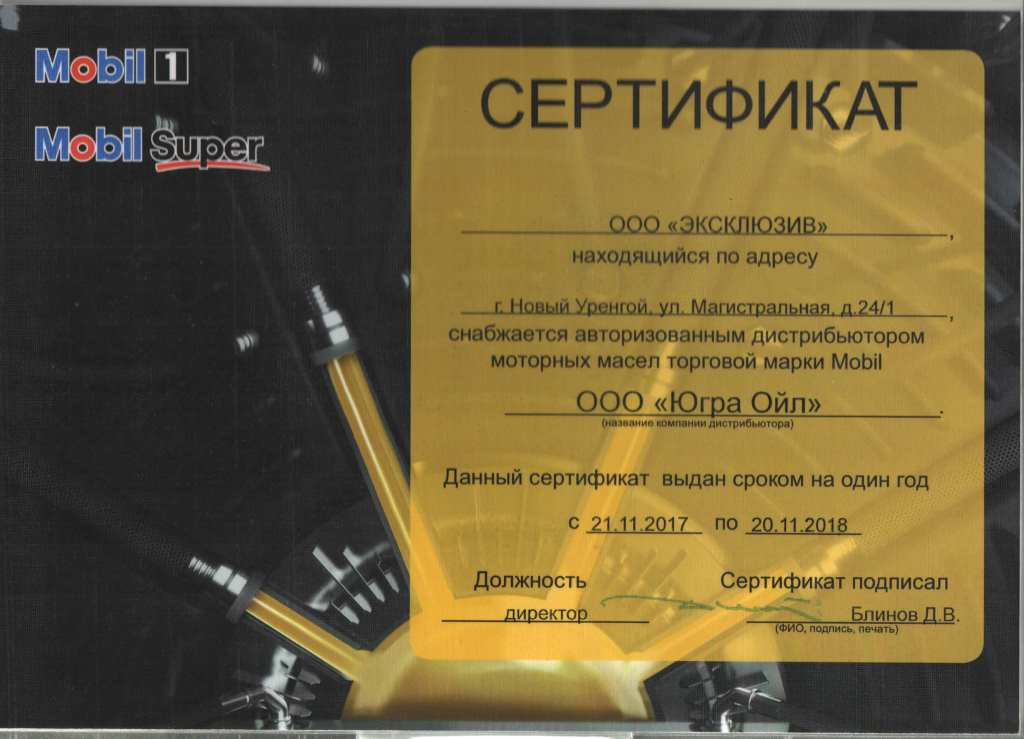 Mobil 1
Mobil Super
СЕРТИФИКАТ
ООО «ЭКСКЛЮЗИВ»,
находящийся по адресу
г. Новый Уренгой, ул. Магистральная, д.24/1,
снабжается авторизованным дистрибьютором
моторных масел торговой марки Mobil
ООО «Югра Ойл».
(название компании дистрибьютора)
Данный сертификат выдан сроком на один год
с 21.11.2017 по 20.11.2018
Должность Сертификат подписал
директор Блинов Д.В.
(ФИО, подпись, печать)